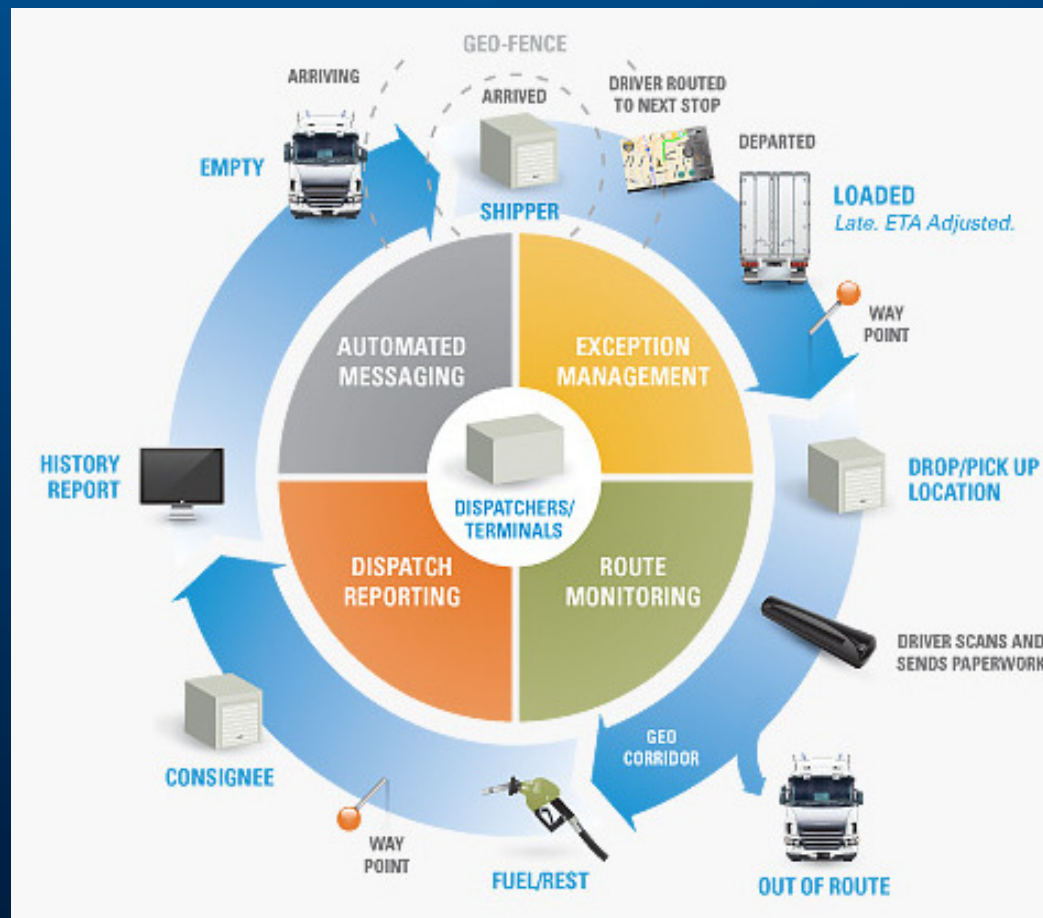 GEO-FENCE
ARRIVING
ARRIVED
DRIVER ROUTED
TO NEXT STOP
DEPARTED
EMPTY
SHIPPER
LOADED
Late. ETA Adjusted.
WAY
POINT
AUTOMATED
MESSAGING
EXCEPTION
MANAGEMENT
HISTORY
REPORT
DROP/PICK UP
LOCATION
DISPATCHERS/
TERMINALS
DISPATCH
REPORTING
ROUTE
MONITORING
DRIVER SCANS AND
SENDS PAPERWORK
GEO
CORRIDOR
CONSIGNEE
WAY
POINT
FUEL/REST
OUT OF ROUTE